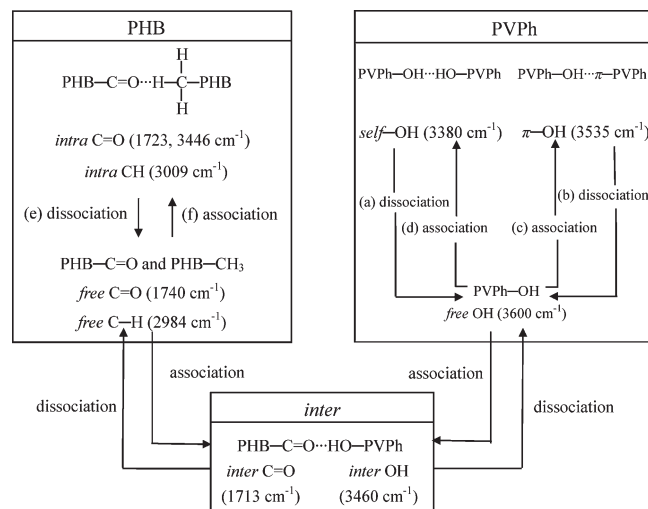 PHB
H
PHB—C=O···H—C—PHB
H
intra C=O (1723, 3446 cm⁻¹)
intra CH (3009 cm⁻¹)
(e) dissociation
(f) association
PHB—C=O and PHB—CH₃
free C=O (1740 cm⁻¹)
free C—H (2984 cm⁻¹)
PVPh
PVPh—OH···HO—PVPh
PVPh—OH···π—PVPh
self—OH (3380 cm⁻¹)
π—OH (3535 cm⁻¹)
(a) dissociation
(b) dissociation
(d) association
(c) association
PVPh—OH
free OH (3600 cm⁻¹)
association
dissociation
association
dissociation
inter
PHB—C=O···HO—PVPh
inter C=O
(1713 cm⁻¹)
inter OH
(3460 cm⁻¹)